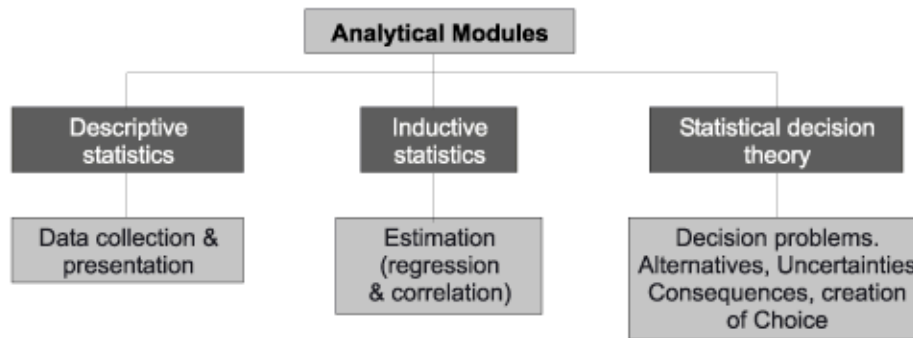 Analytical Modules
Descriptive
statistics
Inductive
statistics
Statistical decision
theory
Data collection &
presentation
Estimation
(regression
& correlation)
Decision problems.
Alternatives, Uncertainties
Consequences, creation
of Choice